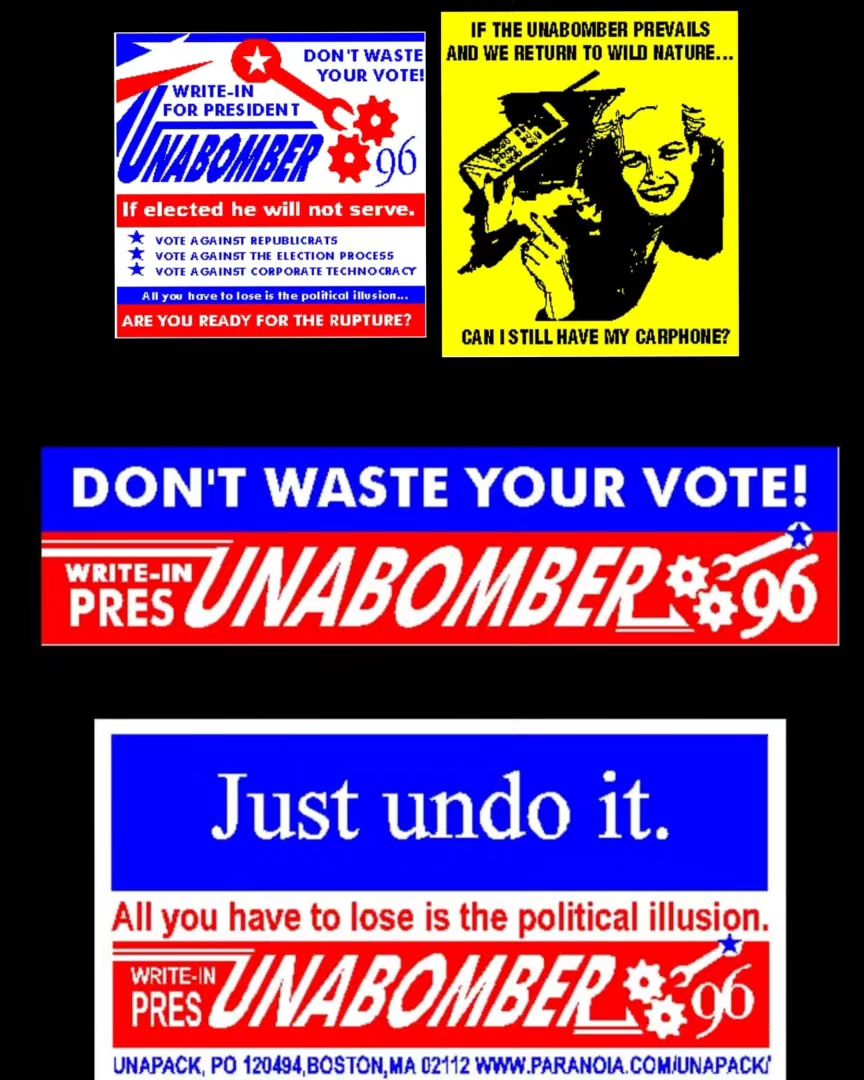 DON'T WASTE
YOUR VOTE!
WRITE-IN
FOR PRESIDENT
UNABOMBER 96
If elected he will not serve.
VOTE AGAINST REPUBLICRATS
VOTE AGAINST THE ELECTION PROCESS
VOTE AGAINST CORPORATE TECHNOCRACY
All you have to lose is the political illusion...
ARE YOU READY FOR THE RUPTURE?
IF THE UNABOMBER PREVAILS
AND WE RETURN TO WILD NATURE...
CAN I STILL HAVE MY CARPHONE?
DON'T WASTE YOUR VOTE!
WRITE-IN
PRES UNABOMBER 96
Just undo it.
All you have to lose is the political illusion.
WRITE-IN
PRES UNABOMBER 96
UNAPACK, PO 120494,BOSTON,MA 02112 WWW.PARANOIA.COM/UNAPACK/